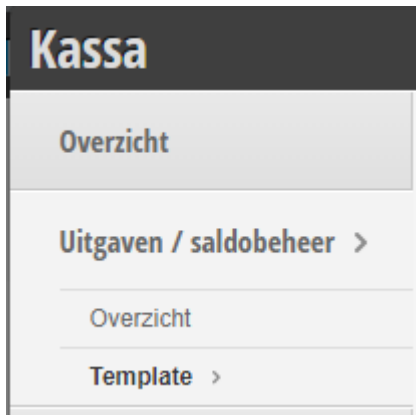 Kassa
Overzicht
Uitgaven / saldobeheer >
Overzicht
Template >